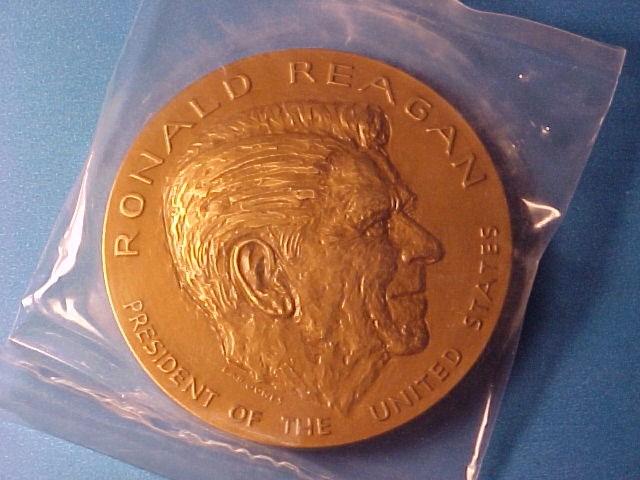 RONALD REAGAN
PRESIDENT OF THE UNITED STATES